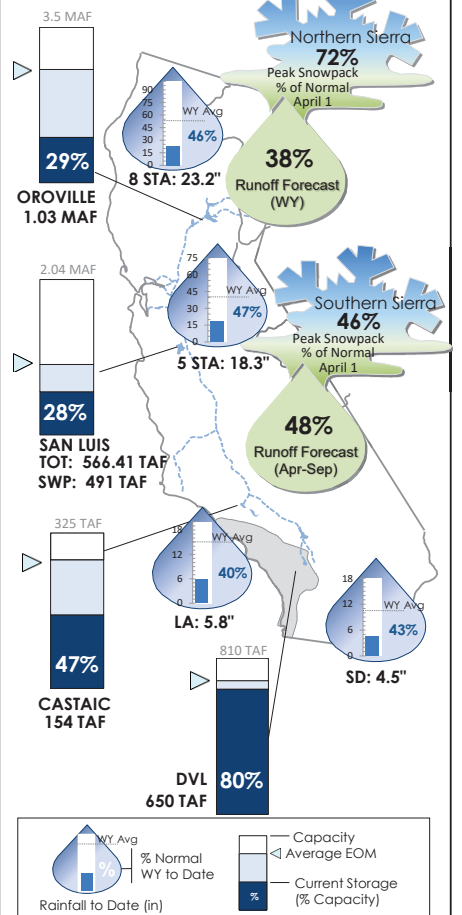 3.5 MAF
29%
OROVILLE
1.03 MAF
90
75
60
45
30
15
0
WY Avg
46%
8 STA: 23.2"
Northern Sierra
72%
Peak Snowpack
% of Normal
April 1
38%
Runoff Forecast
(WY)
2.04 MAF
28%
SAN LUIS
TOT: 566.41 TAF
SWP: 491 TAF
75
60
45
30
15
0
WY Avg
47%
5 STA: 18.3"
Southern Sierra
46%
Peak Snowpack
% of Normal
April 1
48%
Runoff Forecast
(Apr-Sep)
325 TAF
47%
CASTAIC
154 TAF
18
12
6
0
WY Avg
40%
LA: 5.8"
18
12
6
0
WY Avg
43%
SD: 4.5"
810 TAF
80%
DVL
650 TAF
WY Avg
%
% Normal
WY to Date
Rainfall to Date (in)
Capacity
Average EOM
Current Storage
(% Capacity)
%